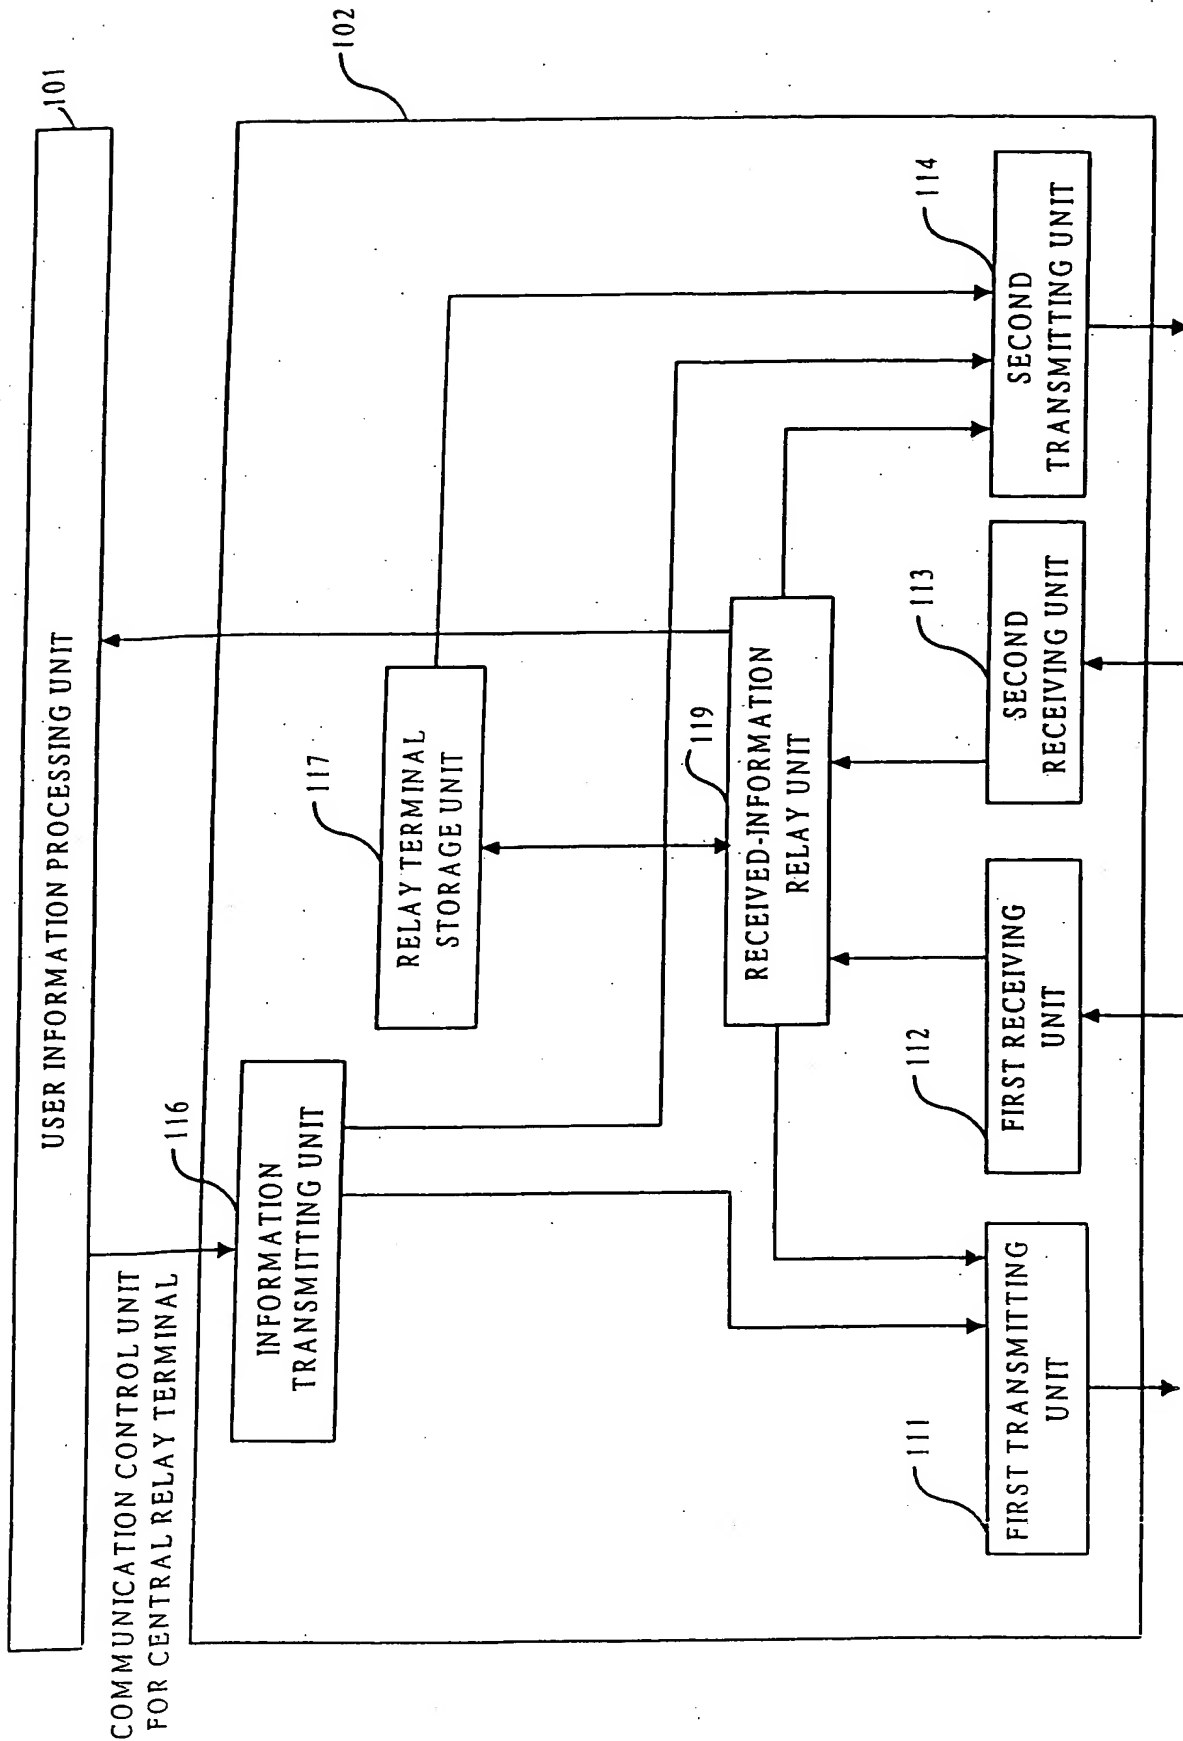 101
USER INFORMATION PROCESSING UNIT
COMMUNICATION CONTROL UNIT
FOR CENTRAL RELAY TERMINAL
102
116
INFORMATION
TRANSMITTING UNIT
117
RELAY TERMINAL
STORAGE UNIT
119
RECEIVED-INFORMATION
RELAY UNIT
111
FIRST TRANSMITTING
UNIT
112
FIRST RECEIVING
UNIT
113
SECOND
RECEIVING UNIT
114
SECOND
TRANSMITTING UNIT